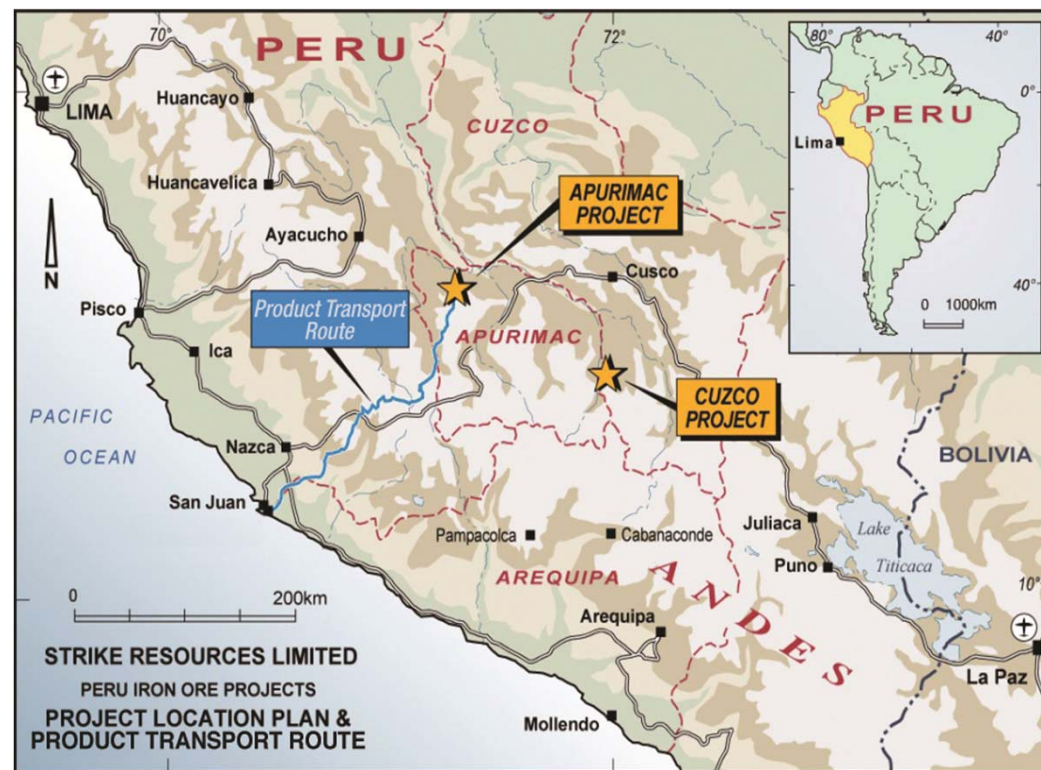 70°
72°
PERU
LIMA
Huancayo
CUZCO
Huancavelica
APURIMAC
PROJECT
Ayacucho
N
Cusco
Pisco
Product Transport
Route
APURIMAC
Ica
CUZCO
PROJECT
PACIFIC
OCEAN
Nazca
BOLIVIA
San Juan
Pampacolca
Cabanaconde
Juliaca
Lake
Titicaca
Puno
AREQUIPA
ANDES
10°
0
200km
Arequipa
La Paz
STRIKE RESOURCES LIMITED
PERU IRON ORE PROJECTS
PROJECT LOCATION PLAN &
PRODUCT TRANSPORT ROUTE
Mollendo
80°
40°
0°
PERU
Lima
0 1000km
40°